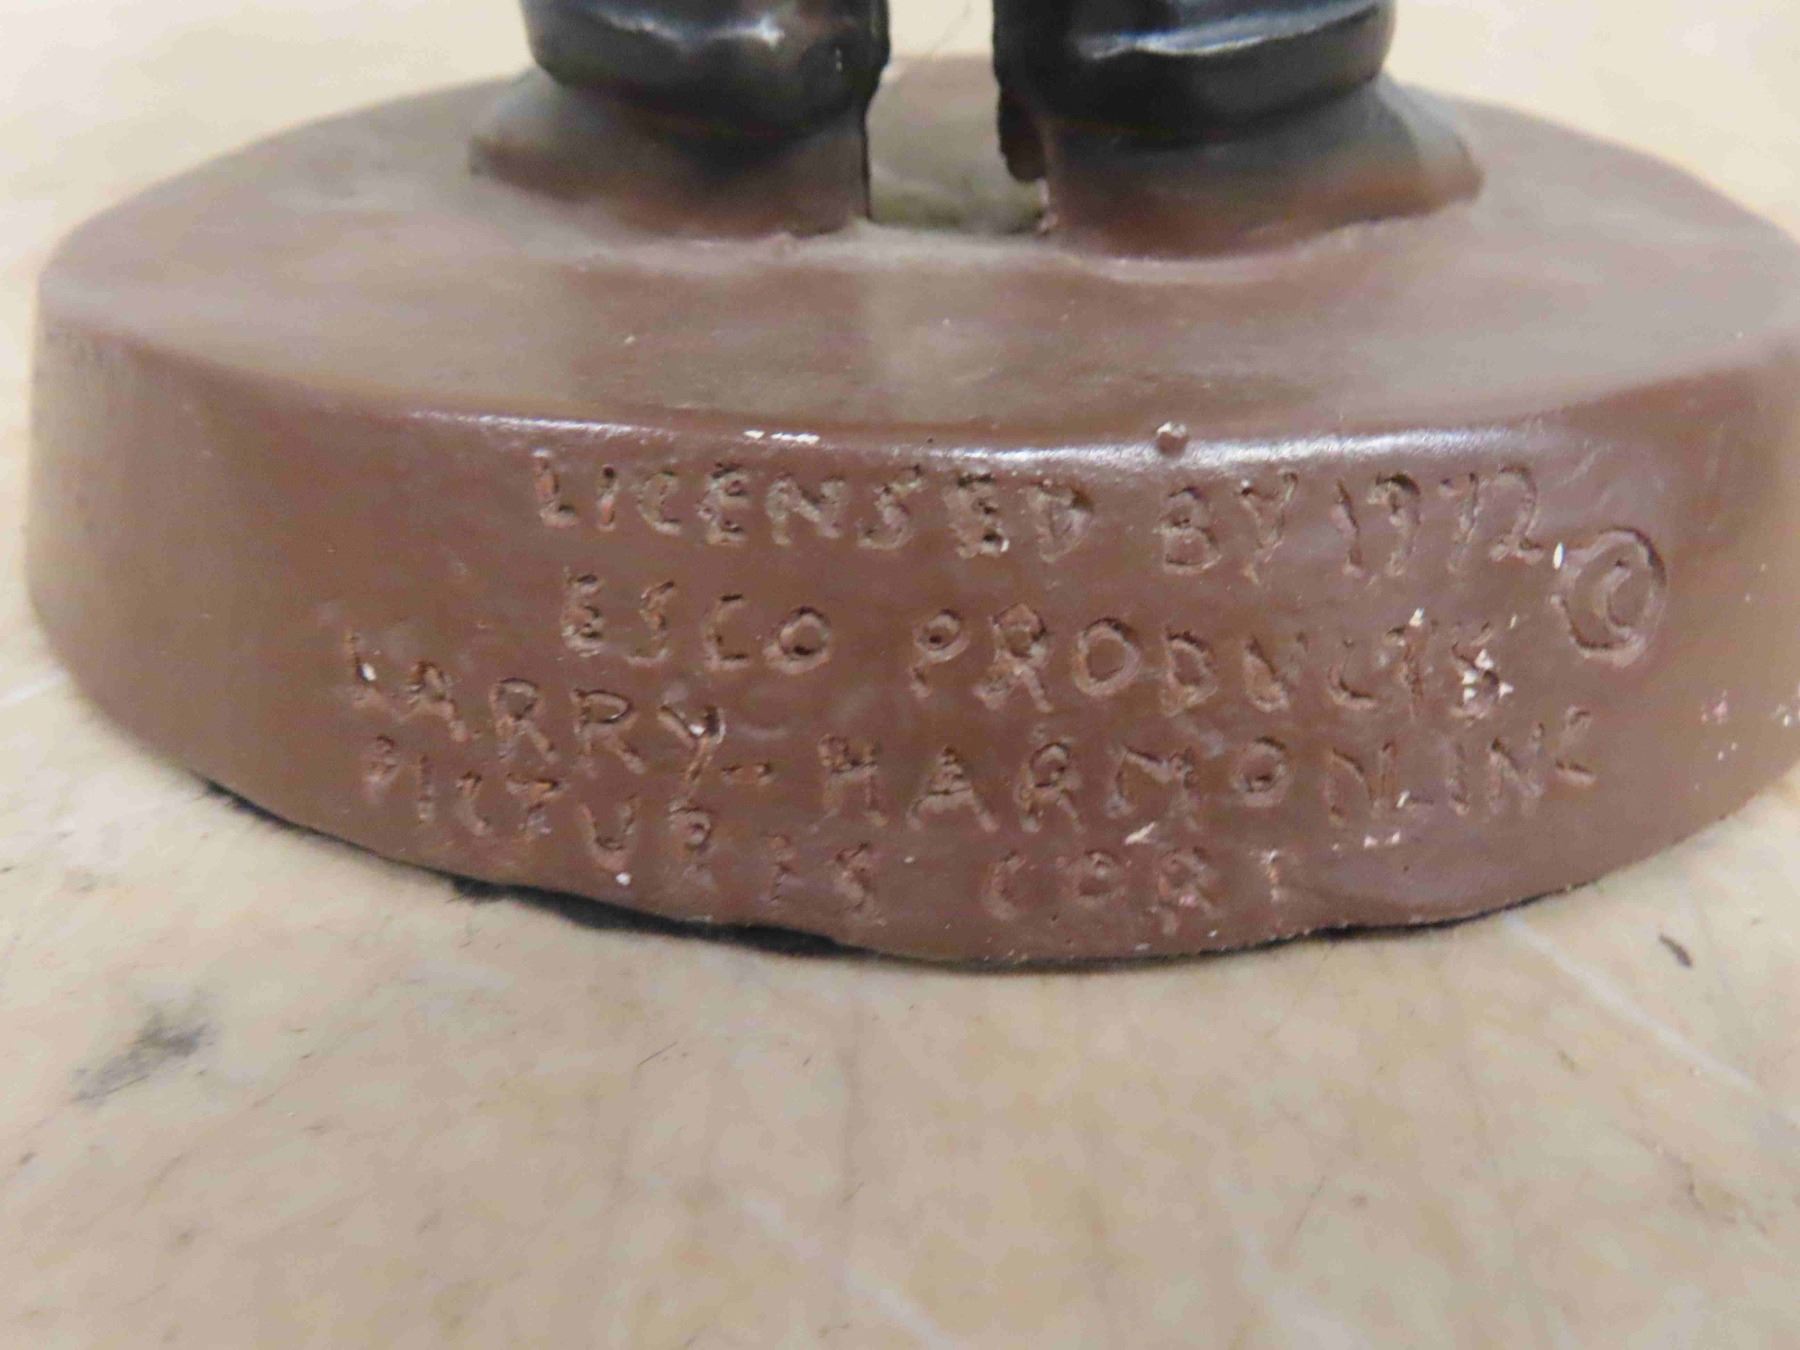 LICENSED BY 1972 ©
ESCO PRODUCTS
LARRY-HARMON.INC
PICTURES CORP